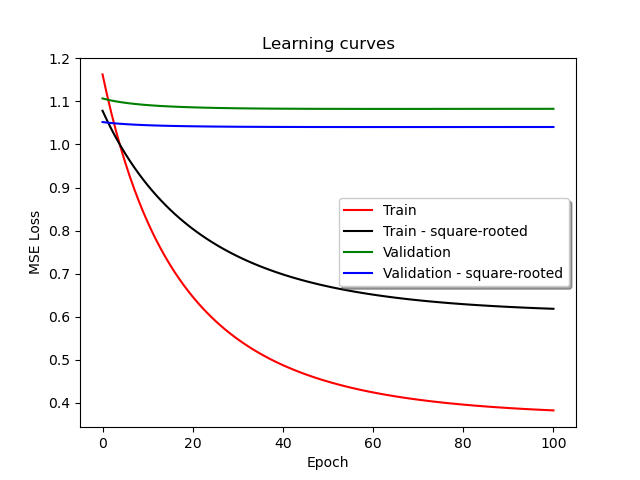 Learning curves
MSE Loss
1.2
1.1
1.0
0.9
0.8
0.7
0.6
0.5
0.4
Train
Train - square-rooted
Validation
Validation - square-rooted
0 20 40 60 80 100
Epoch